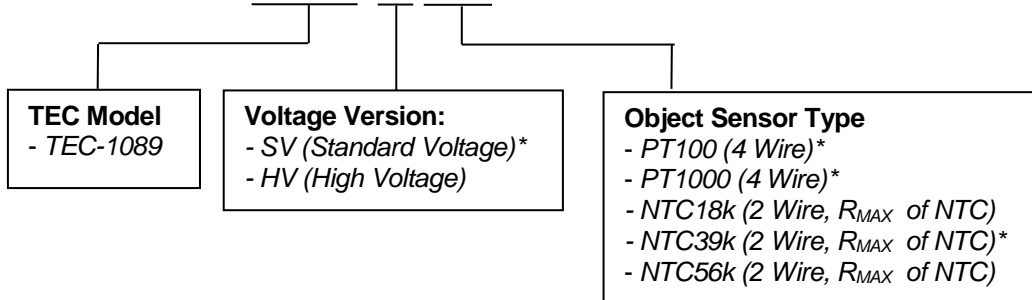 TEC Model
- TEC-1089
Voltage Version:
- SV (Standard Voltage)*
- HV (High Voltage)
Object Sensor Type
- PT100 (4 Wire)*
- PT1000 (4 Wire)*
- NTC18k (2 Wire, RMAX of NTC)
- NTC39k (2 Wire, RMAX of NTC)*
- NTC56k (2 Wire, RMAX of NTC)